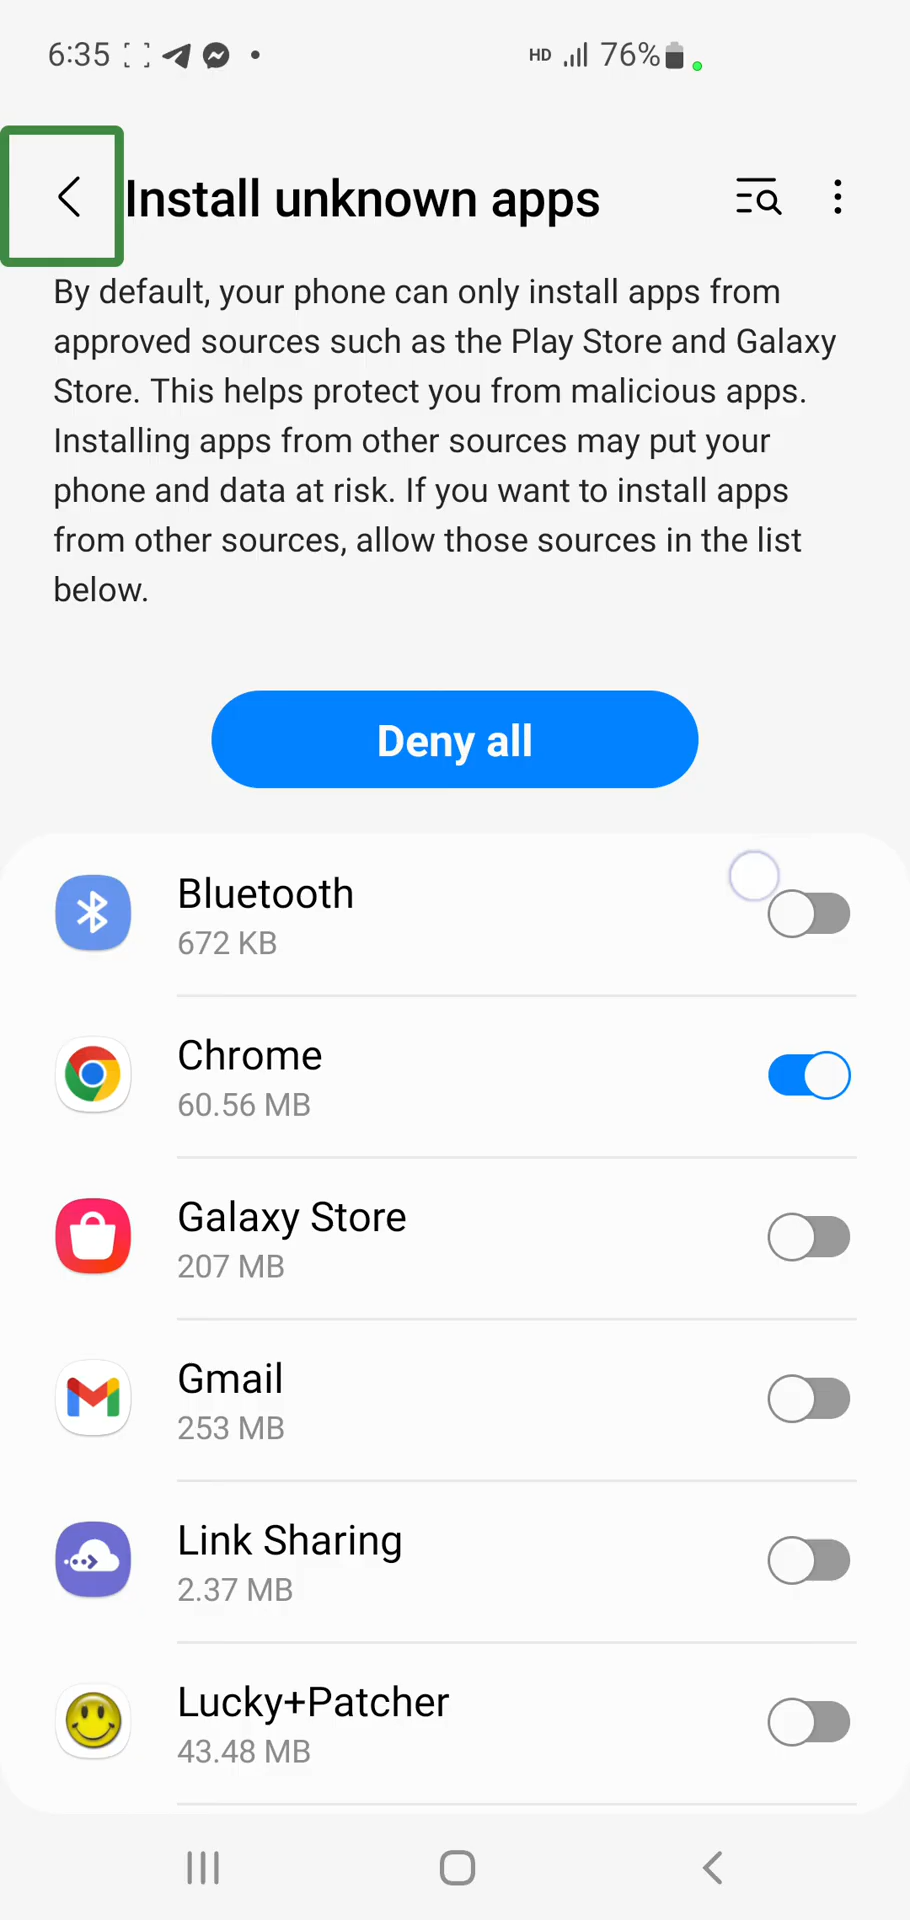 6:35
HD 76%
Install unknown apps
By default, your phone can only install apps from
approved sources such as the Play Store and Galaxy
Store. This helps protect you from malicious apps.
Installing apps from other sources may put your
phone and data at risk. If you want to install apps
from other sources, allow those sources in the list
below.
Deny all
Bluetooth
672 KB
Chrome
60.56 MB
Galaxy Store
207 MB
Gmail
253 MB
Link Sharing
2.37 MB
Lucky+Patcher
43.48 MB